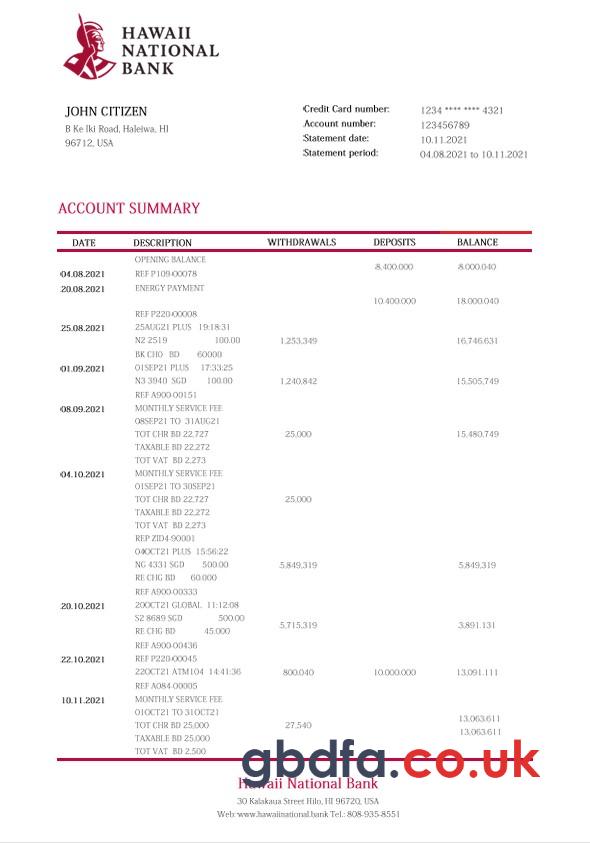 HAWAII
NATIONAL
BANK
JOHN CITIZEN
B Ke Iki Road, Haleiwa, HI
96712, USA
Credit Card number: 1234 **** **** 4321
Account number: 123456789
Statement date: 10.11.2021
Statement period: 04.08.2021 to 10.11.2021
ACCOUNT SUMMARY
DATE DESCRIPTION WITHDRAWALS DEPOSITS BALANCE
OPENING BALANCE
8,400.000 8.000.040
04.08.2021 REF P109-00078
20.08.2021 ENERGY PAYMENT
10.400.000 18.000.040
REF P220-00008
25.08.2021 25AUG21 PLUS 19:18:31
N2 2519 100.00 1,253,349 16,746.631
BK CHO BD 60000
01.09.2021 01SEP21 PLUS 17:33:25
N3 3940 SGD 100.00 1,240,842 15,505,749
REF A900-00151
08.09.2021 MONTHLY SERVICE FEE
08SEP21 TO 31AUG21
TOT CHR BD 22,727 25,000 15,480,749
TAXABLE BD 22,272
TOT VAT BD 2,273
04.10.2021 MONTHLY SERVICE FEE
01SEP21 TO 30SEP21
TOT CHR BD 22,727 25,000
TAXABLE BD 22,272
TOT VAT BD 2,273
REP ZID4-90001
04OCT21 PLUS 15:56:22
NG 4331 SGD 500.00 5,849,319 5,849,319
RE CHG BD 60.000
REF A900-00333
20.10.2021 20OCT21 GLOBAL 11:12:08
S2 8689 SGD 500.00 5,715,319 3,891.131
RE CHG BD 45:000
REF A900-00436
22.10.2021 REF P220-00045
22OCT21 ATM104 14:41:36 800.040 10.000.000 13,091.111
REF A084-00005
10.11.2021 MONTHLY SERVICE FEE
01OCT21 TO 31OCT21
13,063.611
TOT CHR BD 25,000 27,540
13,063.611
TAXABLE BD 25,000
TOT VAT BD 2,500
gbdfa.co.uk
Hawaii National Bank
30 Kalakaua Street Hilo, HI 96720, USA
Web: www.hawaiinational.bank Tel.: 808-935-8551